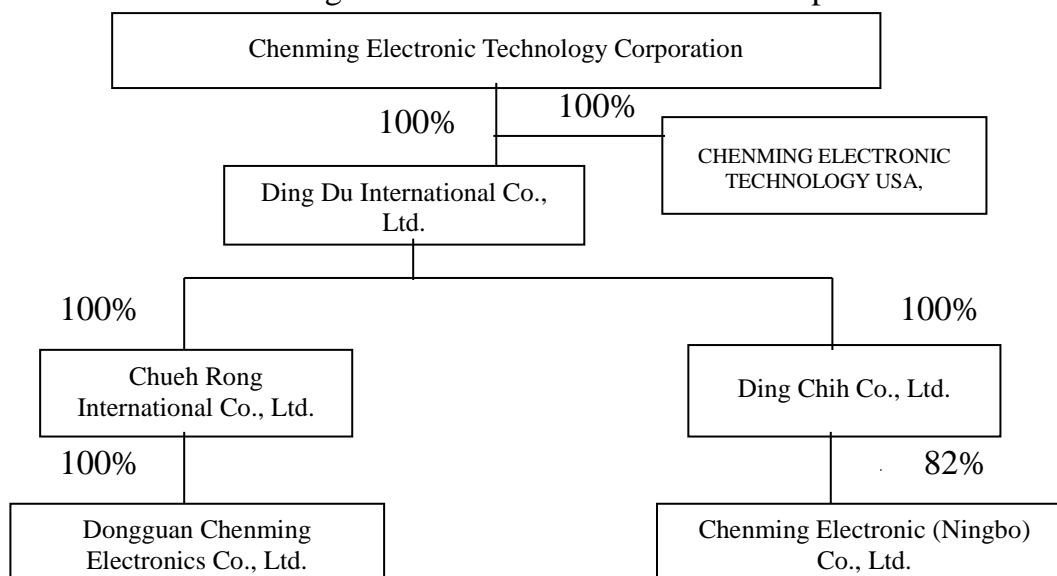 Chenming Electronic Technology Corporation
100%
100%
CHENMING ELECTRONIC
TECHNOLOGY USA,
Ding Du International Co.,
Ltd.
100%
100%
Chueh Rong
International Co., Ltd.
Ding Chih Co., Ltd.
100%
82%
Dongguan Chenming
Electronics Co., Ltd.
Chenming Electronic (Ningbo)
Co., Ltd.